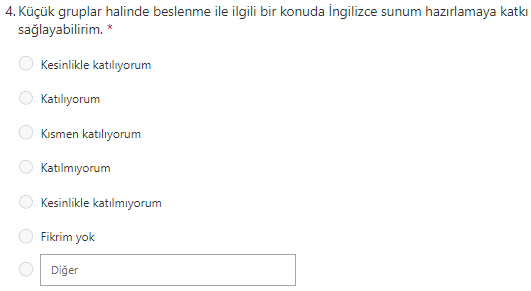 4. Küçük gruplar halinde beslenme ile ilgili bir konuda İngilizce sunum hazırlamaya katkı
sağlayabilirim. *
Kesinlikle katılıyorum
Katılıyorum
Kısmen katılıyorum
Katılmıyorum
Kesinlikle katılmıyorum
Fikrim yok
Diğer